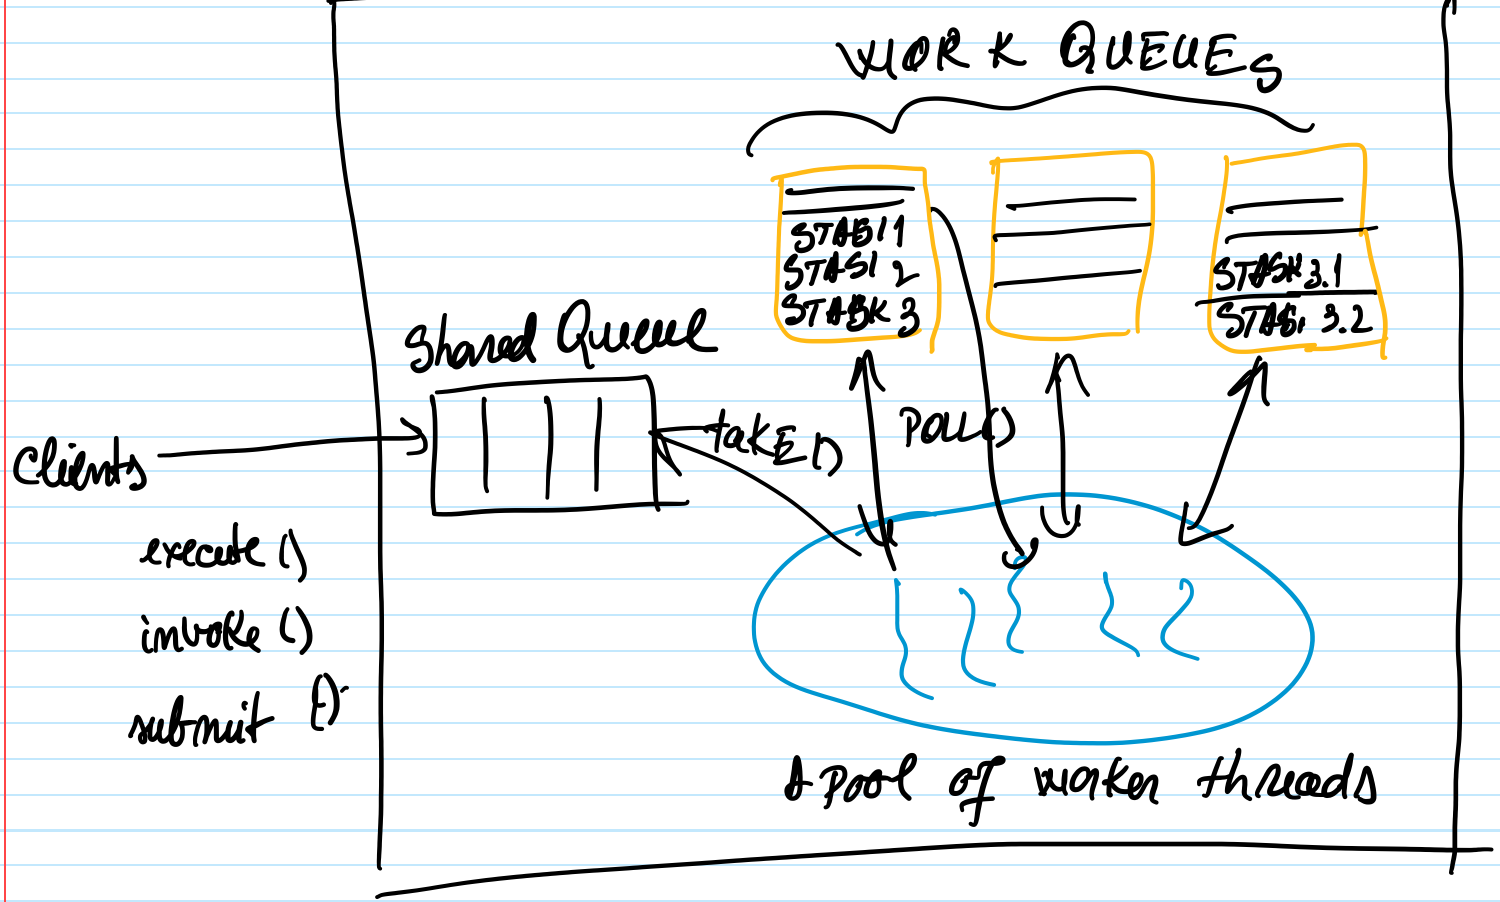 WORK QUEUES
STASK 1
STASK 2
STASK 3
STASK 3.1
STASK 3.2
Shared Queue
Clients
take()
POLL()
execute ()
invoke ()
submit ()
A pool of worker threads